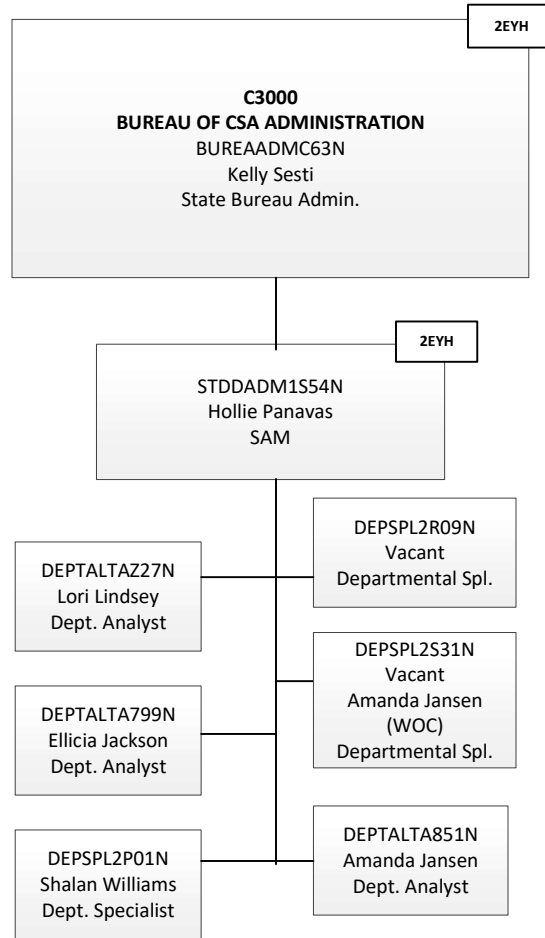 2EYH
C3000
BUREAU OF CSA ADMINISTRATION
BUREAADMC63N
Kelly Sesti
State Bureau Admin.
2EYH
STDDADM1S54N
Hollie Panavas
SAM
DEPTALTAZ27N
Lori Lindsey
Dept. Analyst
DEPSPL2R09N
Vacant
Departmental Spl.
DEPTALTA799N
Ellicia Jackson
Dept. Analyst
DEPSPL2S31N
Vacant
Amanda Jansen
(WOC)
Departmental Spl.
DEPSPL2P01N
Shalan Williams
Dept. Specialist
DEPTALTA851N
Amanda Jansen
Dept. Analyst